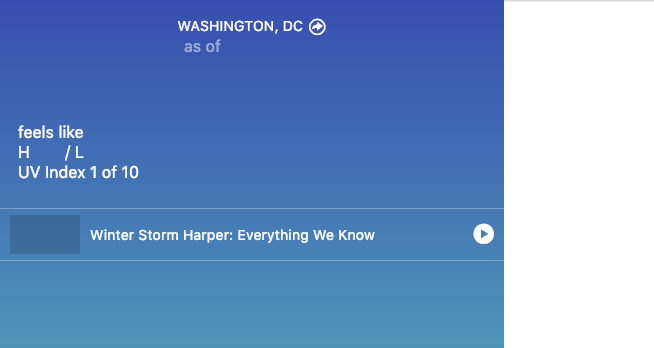 WASHINGTON, DC
as of
feels like
H / L
UV Index 1 of 10
Winter Storm Harper: Everything We Know